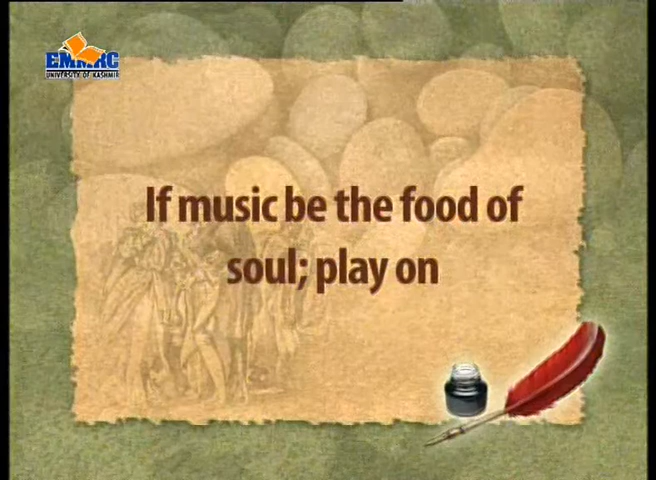 EMMRC
UNIVERSITY OF KASHMIR
If music be the food of
soul; play on